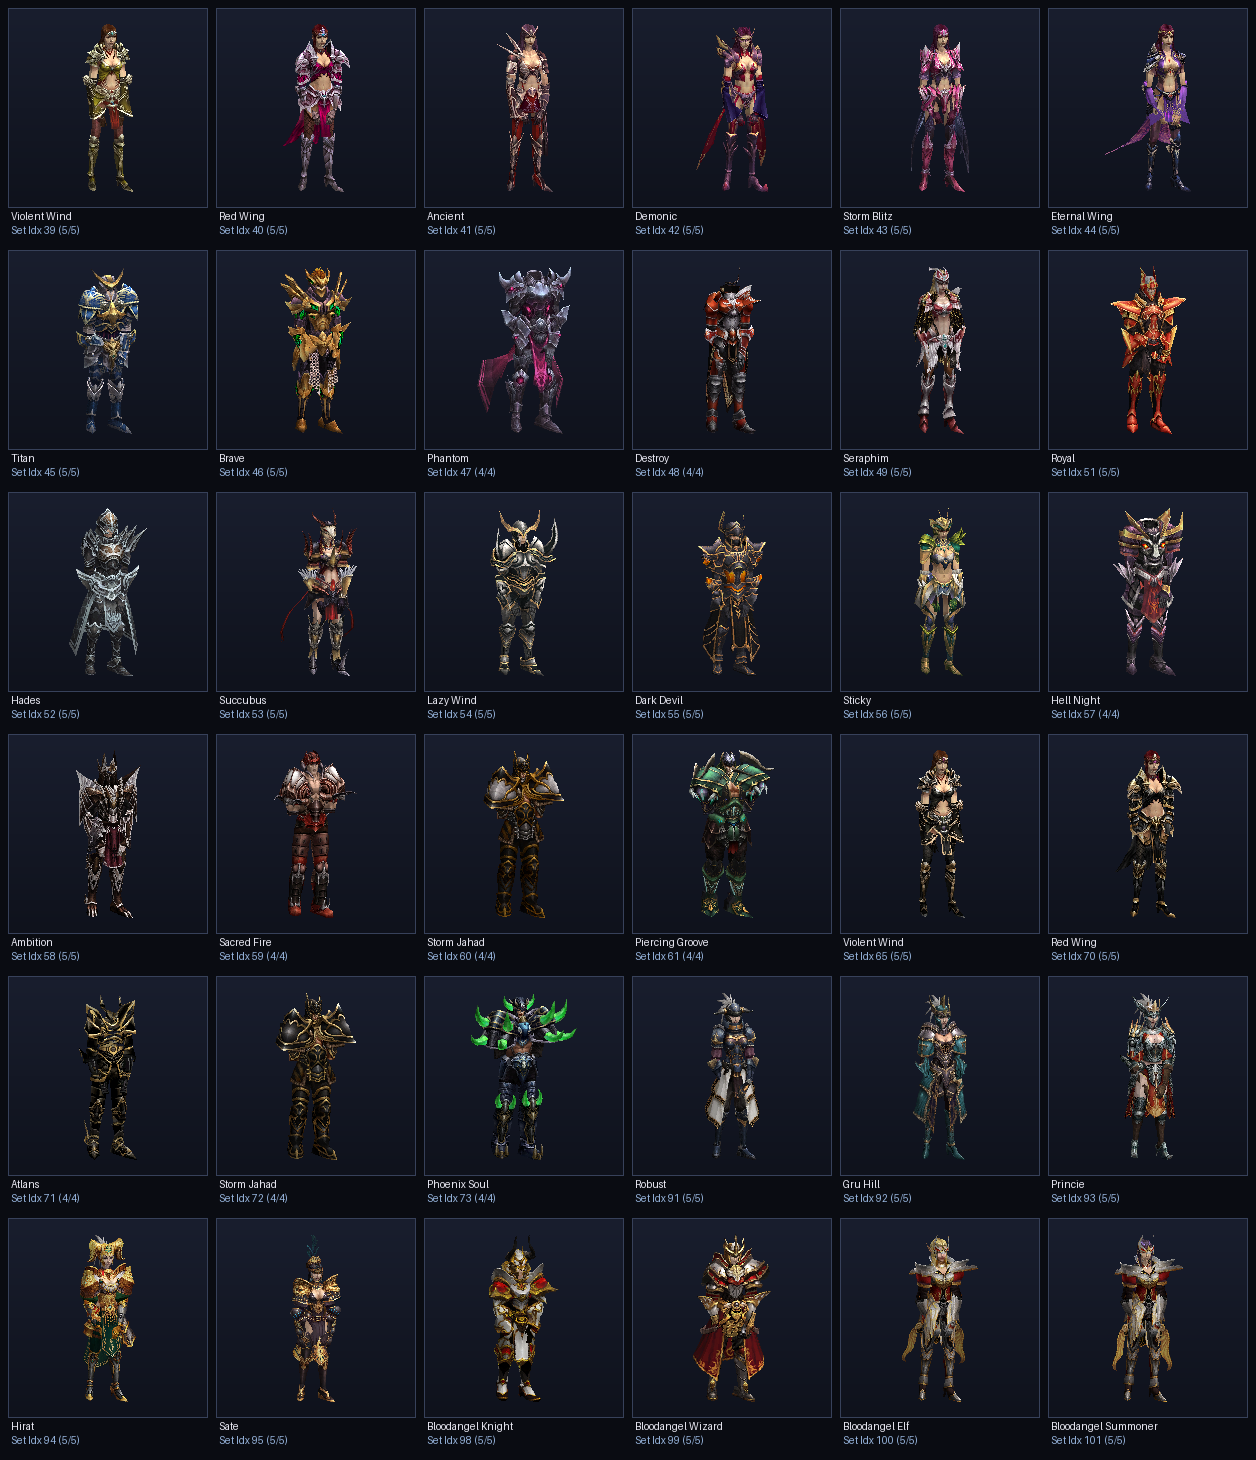 Violent Wind
Set Idx 39 (5/5)
Red Wing
Set Idx 40 (5/5)
Ancient
Set Idx 41 (5/5)
Demonic
Set Idx 42 (5/5)
Storm Blitz
Set Idx 43 (5/5)
Eternal Wing
Set Idx 44 (5/5)
Titan
Set Idx 45 (5/5)
Brave
Set Idx 46 (5/5)
Phantom
Set Idx 47 (4/4)
Destroy
Set Idx 48 (4/4)
Seraphim
Set Idx 49 (5/5)
Royal
Set Idx 51 (5/5)
Hades
Set Idx 52 (5/5)
Succubus
Set Idx 53 (5/5)
Lazy Wind
Set Idx 54 (5/5)
Dark Devil
Set Idx 55 (5/5)
Sticky
Set Idx 56 (5/5)
Hell Night
Set Idx 57 (4/4)
Ambition
Set Idx 58 (5/5)
Sacred Fire
Set Idx 59 (4/4)
Storm Jahad
Set Idx 60 (4/4)
Piercing Groove
Set Idx 61 (4/4)
Violent Wind
Set Idx 65 (5/5)
Red Wing
Set Idx 70 (5/5)
Atlans
Set Idx 71 (4/4)
Storm Jahad
Set Idx 72 (4/4)
Phoenix Soul
Set Idx 73 (4/4)
Robust
Set Idx 91 (5/5)
Gru Hill
Set Idx 92 (5/5)
Princie
Set Idx 93 (5/5)
Hirat
Set Idx 94 (5/5)
Sate
Set Idx 95 (5/5)
Bloodangel Knight
Set Idx 98 (5/5)
Bloodangel Wizard
Set Idx 99 (5/5)
Bloodangel Elf
Set Idx 100 (5/5)
Bloodangel Summoner
Set Idx 101 (5/5)